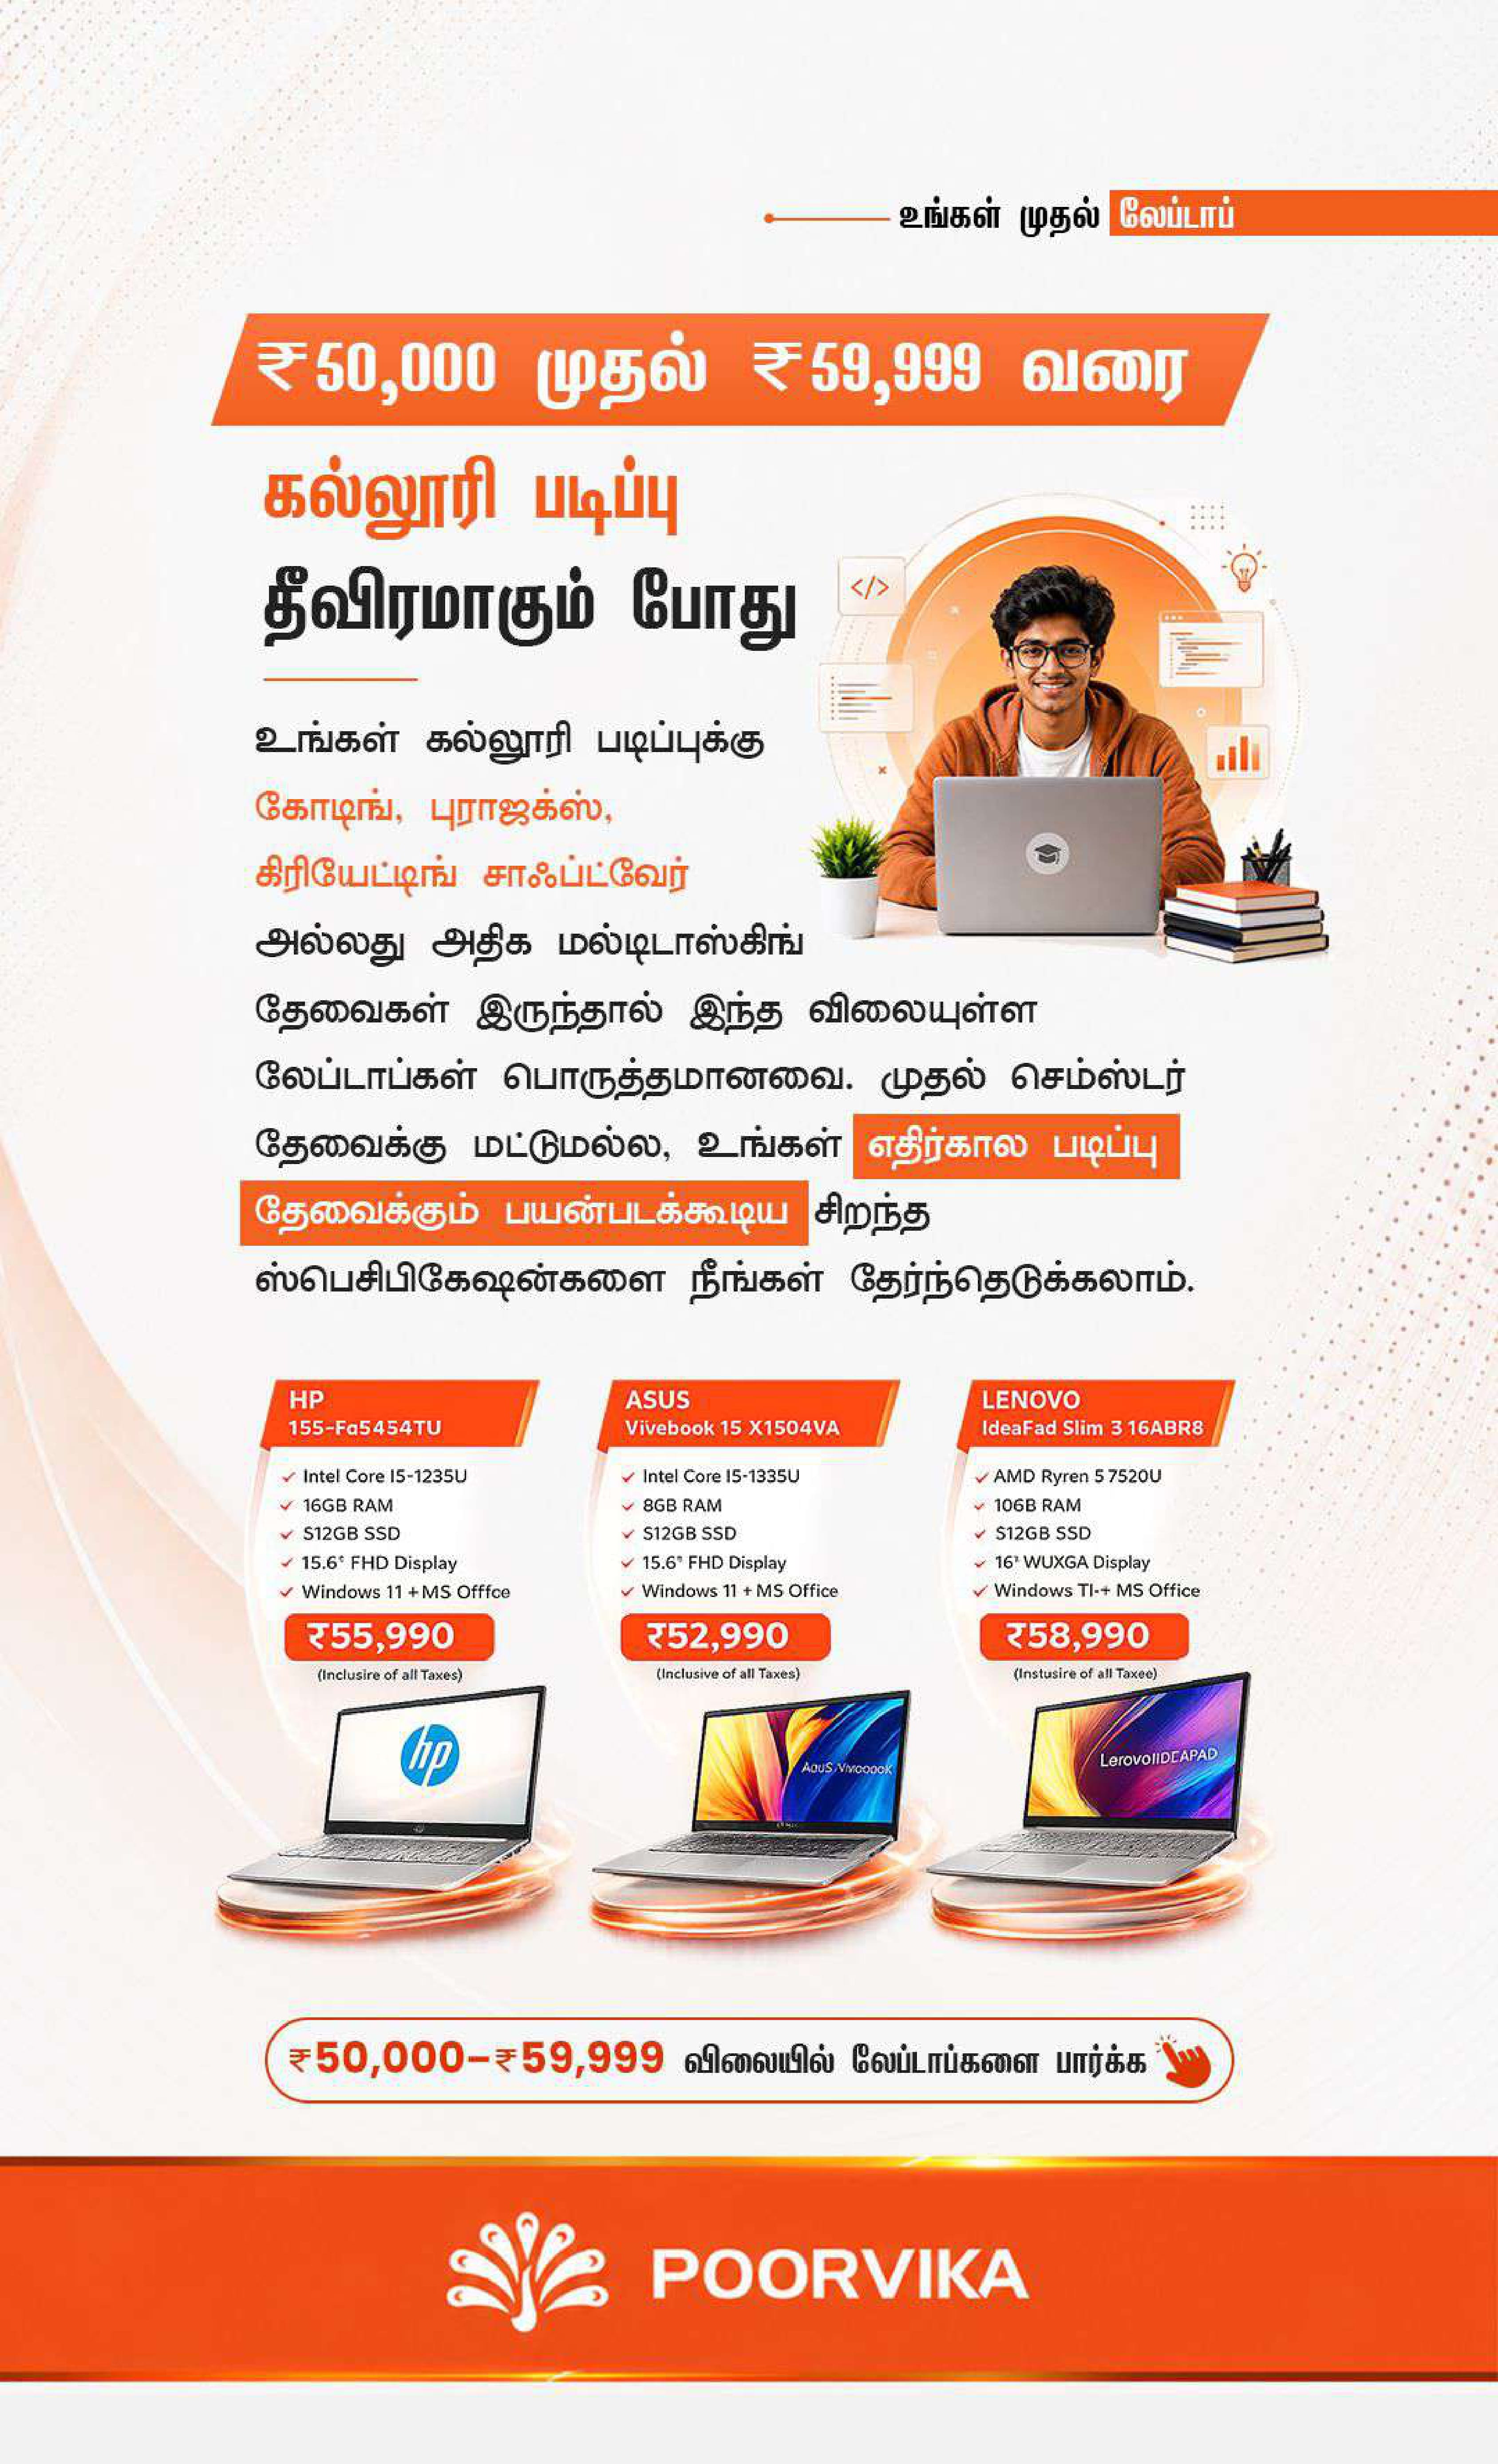 உங்கள் முதல் லேப்டாப்
₹50,000 முதல் ₹59,999 வரை
கல்லூரி படிப்பு
தீவிரமாகும் போது
உங்கள் கல்லூரி படிப்புக்கு
கோடிங், புராஜக்ஸ்,
கிரியேட்டிங் சாஃப்ட்வேர்
அல்லது அதிக மல்டிடாஸ்கிங்
தேவைகள் இருந்தால் இந்த விலையுள்ள
லேப்டாப்கள் பொருத்தமானவை. முதல் செம்ஸ்டர்
தேவைக்கு மட்டுமல்ல, உங்கள் எதிர்கால படிப்பு
தேவைக்கும் பயன்படக்கூடிய சிறந்த
ஸ்பெசிபிகேஷன்களை நீங்கள் தேர்ந்தெடுக்கலாம்.
HP
155-Fa5454TU
✓ Intel Core I5-1235U
✓ 16GB RAM
✓ S12GB SSD
✓ 15.6" FHD Display
✓ Windows 11 + MS Offfce
₹55,990
(Inclusire of all Taxes)
hp
ASUS
Vivebook 15 X1504VA
✓ Intel Core I5-1335U
✓ 8GB RAM
✓ S12GB SSD
✓ 15.6" FHD Display
✓ Windows 11 + MS Office
₹52,990
(Inclusive of all Taxes)
AauS Vivooook
LENOVO
IdeaFad Slim 3 16ABR8
✓ AMD Ryren 5 7520U
✓ 106B RAM
✓ S12GB SSD
✓ 16" WUXGA Display
✓ Windows TI-+ MS Office
₹58,990
(Instusire of all Taxee)
LerovoIIDEAPAD
₹50,000-₹59,999 விலையில் லேப்டாப்களை பார்க்க
POORVIKA